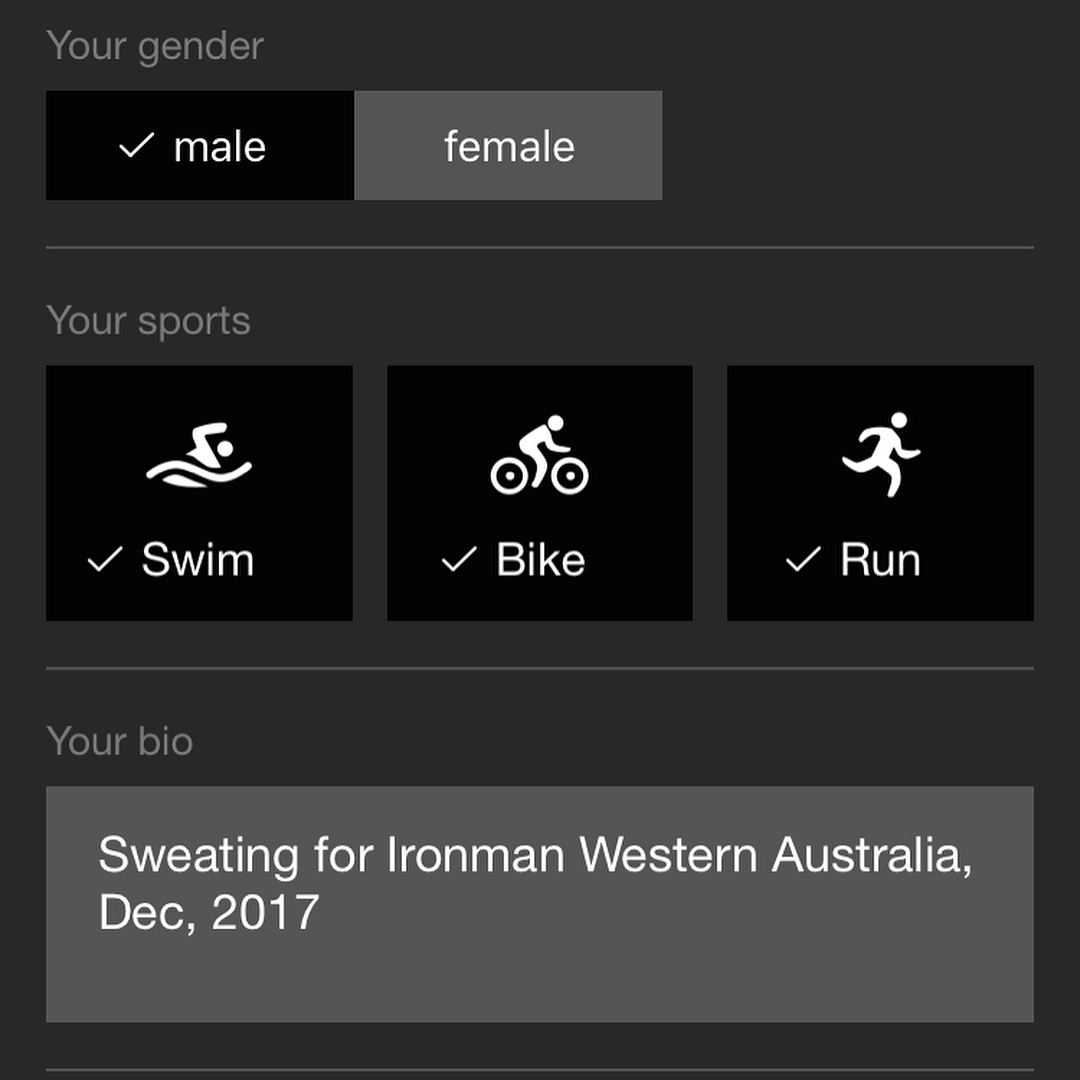 Your gender
male female
Your sports
Swim Bike Run
Your bio
Sweating for Ironman Western Australia,
Dec, 2017